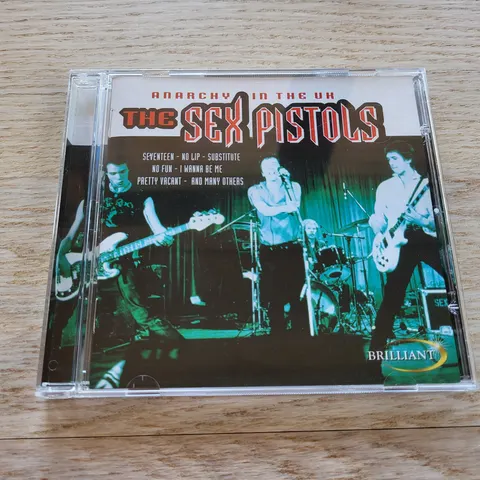 ANARCHY IN THE UK
THE SEX PISTOLS
SEVENTEEN - NO LIP - SUBSTITUTE
NO FUN - I WANNA BE ME
PRETTY VACANT - AND MANY OTHERS
SEX
BRILLIANT